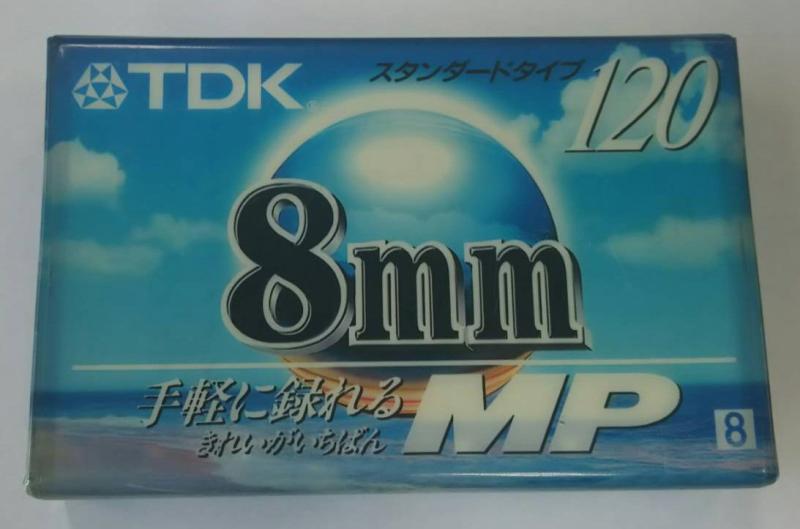 TDK®
スタンダードタイプ 120
8mm
手軽に録れる
きれいがいちばん
MP
8